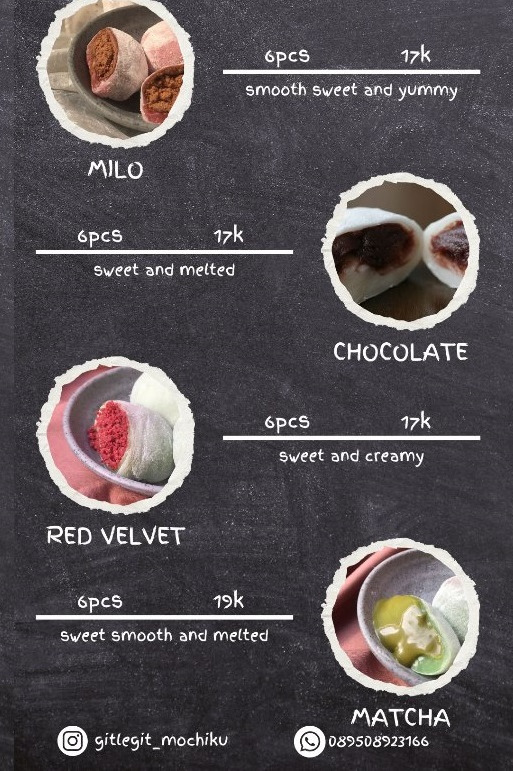 6pcs 17k
smooth sweet and yummy
MILO
6pcs 17k
sweet and melted
CHOCOLATE
6pcs 17k
sweet and creamy
RED VELVET
6pcs 19k
sweet smooth and melted
MATCHA
gitlegit_mochiku 089508923166